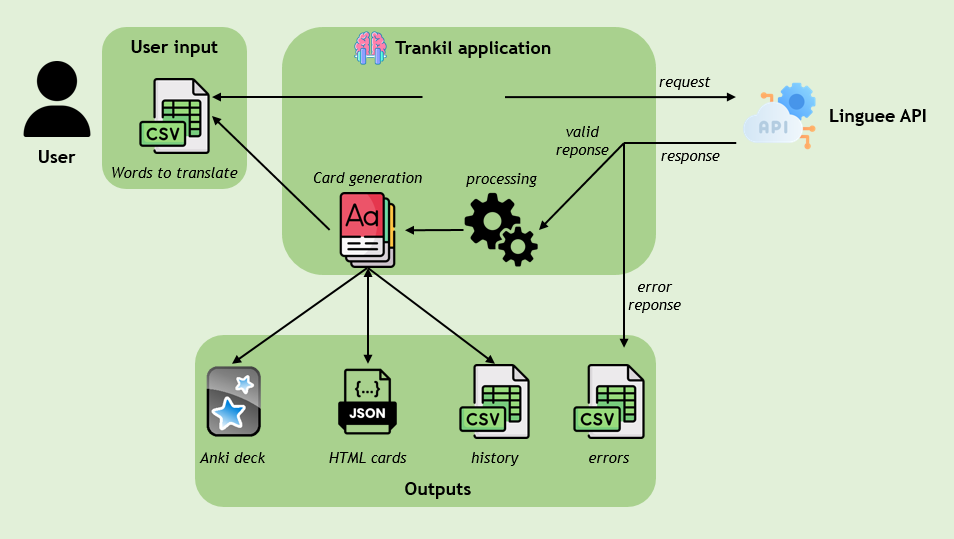 User input
Trankil application
CSV
User
Words to translate
request
API
Linguee API
valid
reponse
response
Card generation
processing
Aa
error
reponse
{...}
JSON
CSV
CSV
Anki deck
HTML cards
history
errors
Outputs